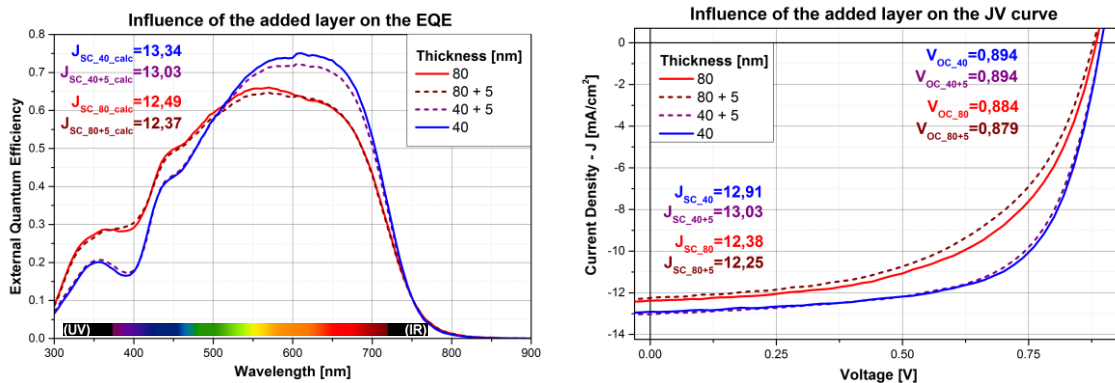 Influence of the added layer on the EQE
J_SC_40_calc=13,34
J_SC_40+5_calc=13,03
J_SC_80_calc=12,49
J_SC_80+5_calc=12,37
Thickness [nm]
80
80 + 5
40 + 5
40
External Quantum Efficiency
0.8
0.7
0.6
0.5
0.4
0.3
0.2
0.1
0.0
(UV)
(IR)
300 400 500 600 700 800 900
Wavelength [nm]
Influence of the added layer on the JV curve
Thickness [nm]
80
80 + 5
40 + 5
40
V_OC_40=0,894
V_OC_40+5=0,894
V_OC_80=0,884
V_OC_80+5=0,879
J_SC_40=12,91
J_SC_40+5=13,03
J_SC_80=12,38
J_SC_80+5=12,25
Current Density - J [mA/cm²]
0
-2
-4
-6
-8
-10
-12
-14
0.00 0.25 0.50 0.75
Voltage [V]